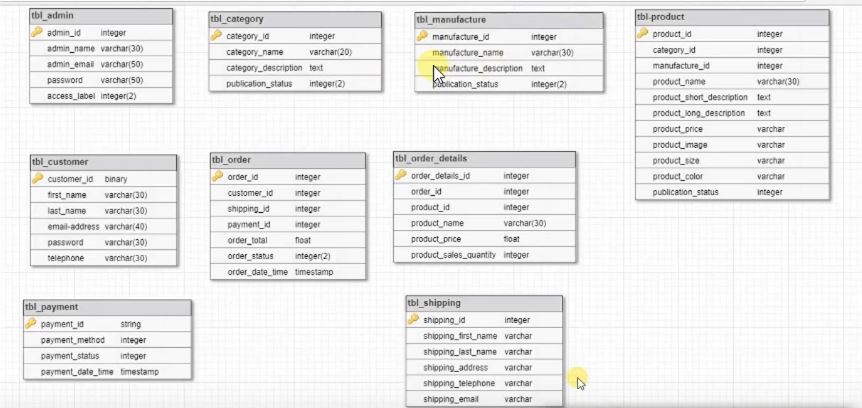 tbl_admin
admin_id integer
admin_name varchar(30)
admin_email varchar(50)
password varchar(50)
access_label integer(2)
tbl_category
category_id integer
category_name varchar(20)
category_description text
publication_status integer(2)
tbl_manufacture
manufacture_id integer
manufacture_name varchar(30)
manufacture_description text
publication_status integer(2)
tbl-product
product_id integer
category_id integer
manufacture_id integer
product_name varchar(30)
product_short_description text
product_long_description text
product_price varchar
product_image varchar
product_size varchar
product_color varchar
publication_status integer
tbl_customer
customer_id binary
first_name varchar(30)
last_name varchar(30)
email-address varchar(40)
password varchar(30)
telephone varchar(30)
tbl_order
order_id integer
customer_id integer
shipping_id integer
payment_id integer
order_total float
order_status integer(2)
order_date_time timestamp
tbl_order_details
order_details_id integer
order_id integer
product_id integer
product_name varchar(30)
product_price float
product_sales_quantity integer
tbl_payment
payment_id string
payment_method integer
payment_status integer
payment_date_time timestamp
tbl_shipping
shipping_id integer
shipping_first_name varchar
shipping_last_name varchar
shipping_address varchar
shipping_telephone varchar
shipping_email varchar